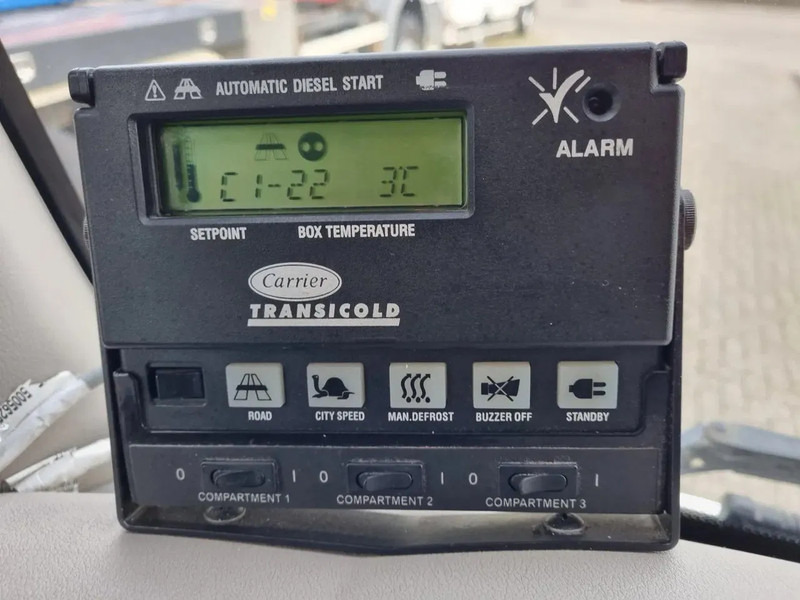 AUTOMATIC DIESEL START
ALARM
C1-22 3C
SETPOINT BOX TEMPERATURE
Carrier
TRANSICOLD
ROAD CITY SPEED MAN.DEFROST BUZZER OFF STANDBY
0 I 0 I 0 I
COMPARTMENT 1 COMPARTMENT 2 COMPARTMENT 3